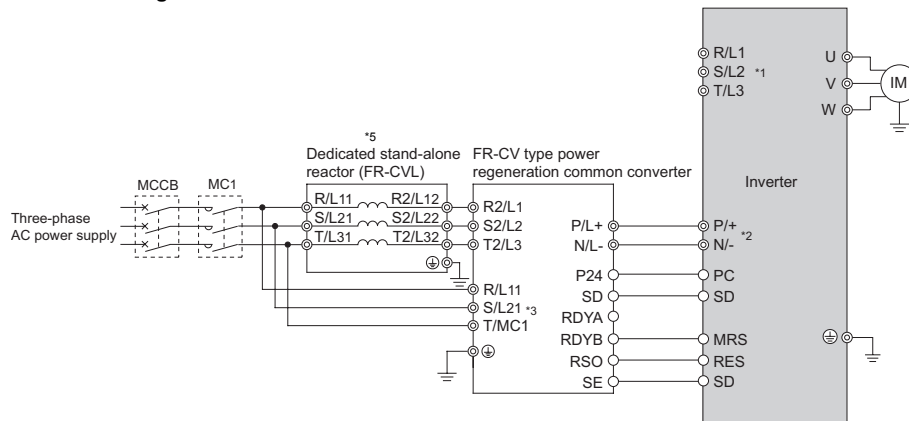 R/L1
S/L2 *1
T/L3
U
V
W
IM
*5
Dedicated stand-alone
reactor (FR-CVL)
FR-CV type power
regeneration common converter
Inverter
MCCB
MC1
Three-phase
AC power supply
R/L11 R2/L12
S/L21 S2/L22
T/L31 T2/L32
R2/L1
S2/L2
T2/L3
R/L11
S/L21 *3
T/MC1
P/L+
N/L-
P24
SD
RDYA
RDYB
RSO
SE
P/+
N/- *2
PC
SD
MRS
RES
SD